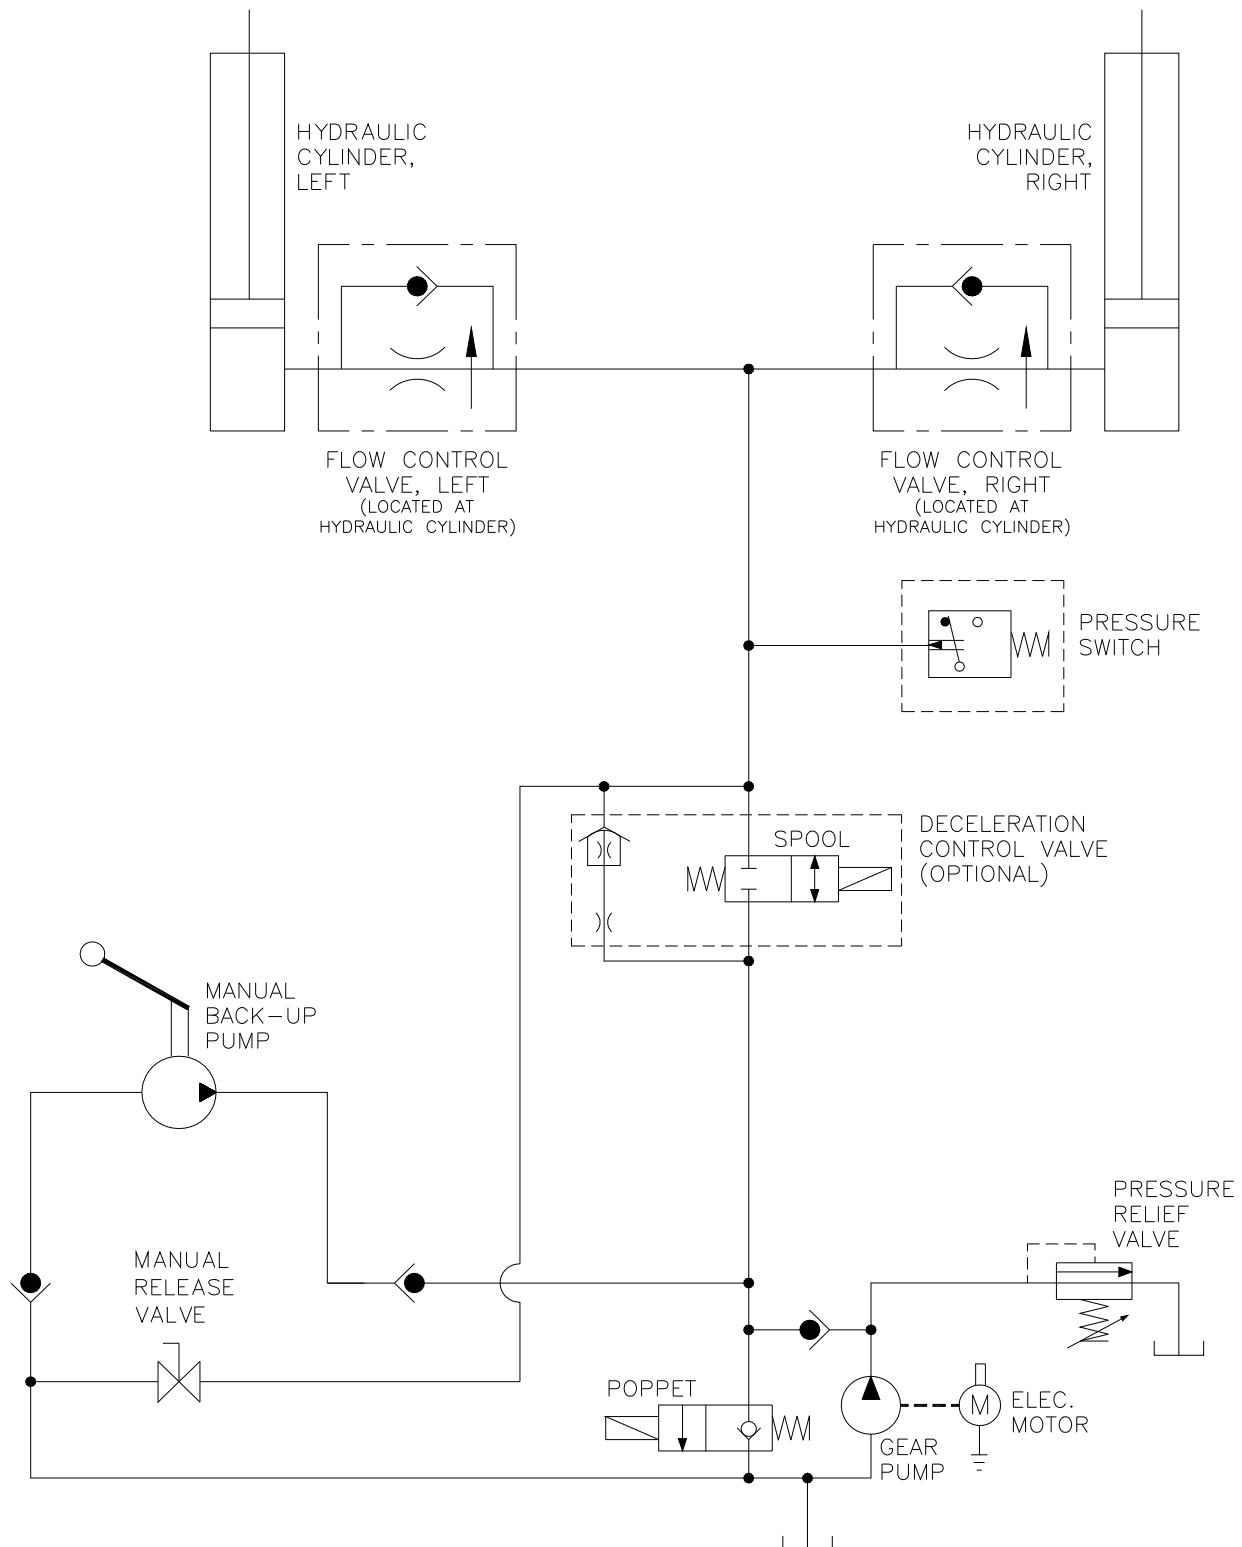 HYDRAULIC
CYLINDER,
LEFT
HYDRAULIC
CYLINDER,
RIGHT
FLOW CONTROL
VALVE, LEFT
(LOCATED AT
HYDRAULIC CYLINDER)
FLOW CONTROL
VALVE, RIGHT
(LOCATED AT
HYDRAULIC CYLINDER)
PRESSURE
SWITCH
SPOOL
DECELERATION
CONTROL VALVE
(OPTIONAL)
MANUAL
BACK-UP
PUMP
PRESSURE
RELIEF
VALVE
MANUAL
RELEASE
VALVE
POPPET
M
ELEC.
MOTOR
GEAR
PUMP